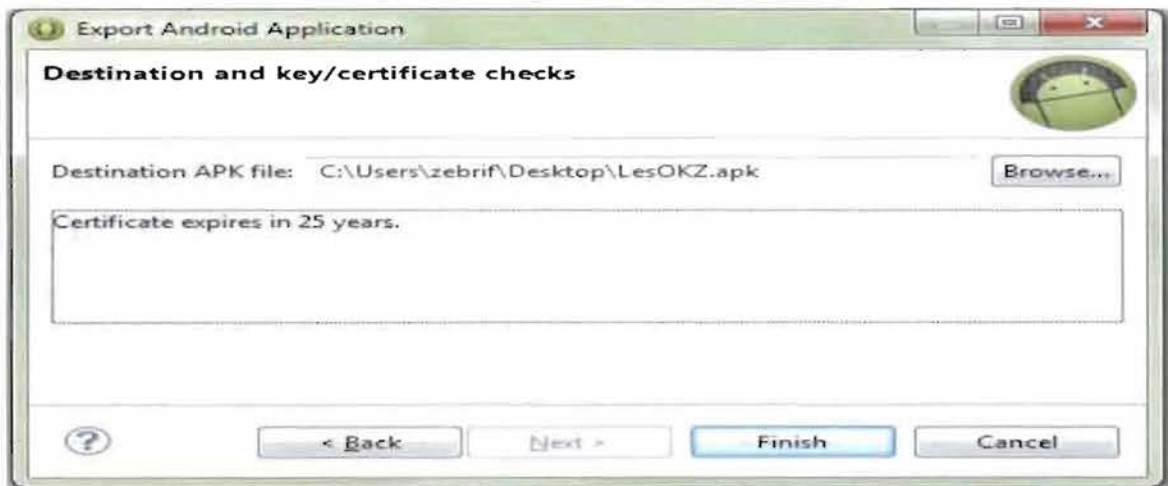 Export Android Application
Destination and key/certificate checks
Destination APK file: C:\Users\zebrif\Desktop\LesOKZ.apk Browse...
Certificate expires in 25 years.
< Back Next > Finish Cancel